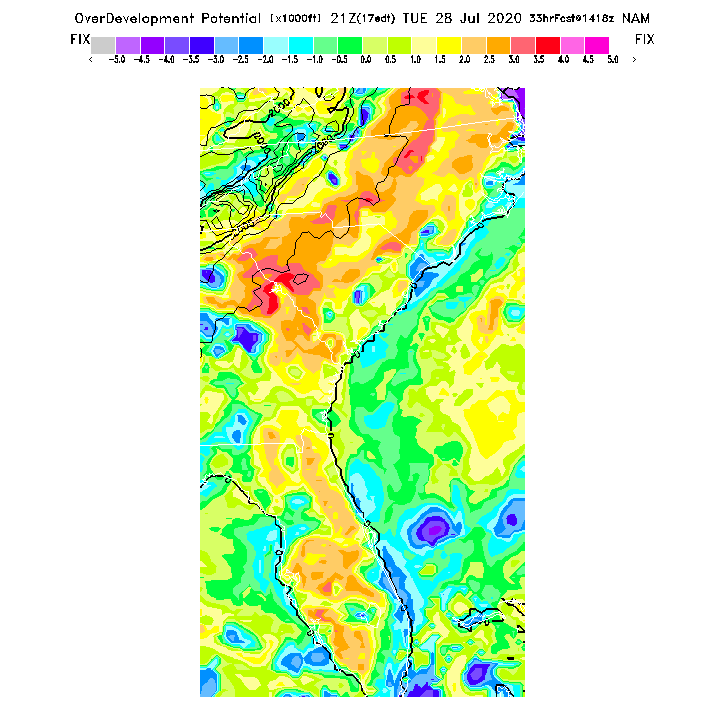 OverDevelopment Potential [x1000ft] 21Z(17edt) TUE 28 Jul 2020 33hrFcst@1418z NAM
FIX FIX
< -5.0 -4.5 -4.0 -3.5 -3.0 -2.5 -2.0 -1.5 -1.0 -0.5 0.0 0.5 1.0 1.5 2.0 2.5 3.0 3.5 4.0 4.5 5.0 >
2000
2000